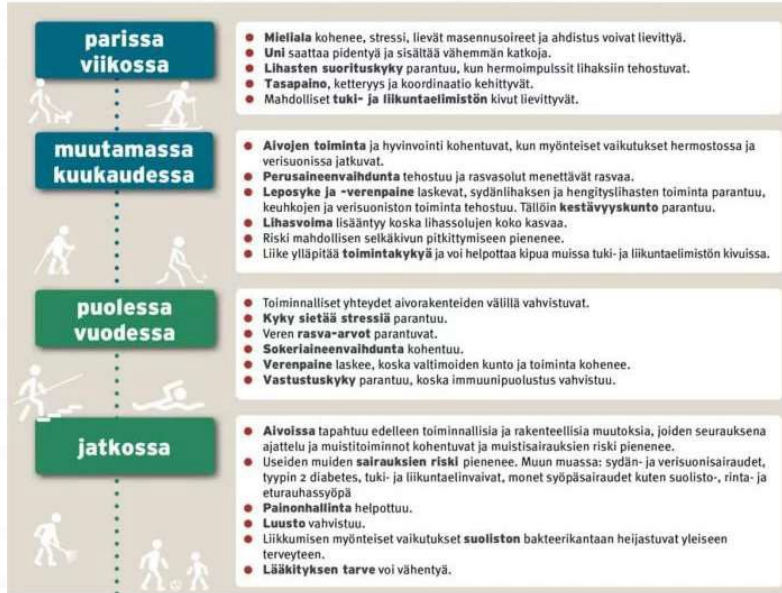 parissa
viikossa
Mieliala kohenee, stressi, lievät masennusoireet ja ahdistus voivat lievittyä.
Uni saattaa pidentyä ja sisältää vähemmän katkoja.
Lihasten suorituskyky parantuu, kun hermoimpulssit lihaksiin tehostuvat.
Tasapaino, ketteryys ja koordinaatio kehittyvät.
Mahdolliset tuki- ja liikuntaelimistön kivut lievittyvät.
muutamassa
kuukaudessa
Aivojen toiminta ja hyvinvointi kohentuvat, kun myönteiset vaikutukset hermostossa ja
verisuonissa jatkuvat.
Perusaineenvaihdunta tehostuu ja rasvasolut menettävät rasvaa.
Leposyke ja -verenpaine laskevat, sydänlihaksen ja hengityslihasten toiminta parantuu,
keuhkojen ja verisuoniston toiminta tehostuu. Tällöin kestävyyskunto parantuu.
Lihasvoima lisääntyy koska lihassolujen koko kasvaa.
Riski mahdollisen selkäkivun pitkittymiseen pienenee.
Liike ylläpitää toimintakykyä ja voi helpottaa kipua muissa tuki- ja liikuntaelimistön kivuissa.
puolessa
vuodessa
Toiminnalliset yhteydet aivorakenteiden välillä vahvistuvat.
Kyky sietää stressiä parantuu.
Veren rasva-arvot parantuvat.
Sokeriaineenvaihdunta kohentuu.
Verenpaine laskee, koska valtimoiden kunto ja toiminta kohenee.
Vastustuskyky parantuu, koska immuunipuolustus vahvistuu.
jatkossa
Aivoissa tapahtuu edelleen toiminnallisia ja rakenteellisia muutoksia, joiden seurauksena
ajattelu ja muistitoiminnot kohentuvat ja muistisairauksien riski pienenee.
Useiden muiden sairauksien riski pienenee. Muun muassa: sydän- ja verisuonisairaudet,
tyypin 2 diabetes, tuki- ja liikuntaelinvaivat, monet syöpäsairaudet kuten suolisto-, rinta- ja
eturauhassyöpä
Painonhallinta helpottuu.
Luusto vahvistuu.
Liikkumisen myönteiset vaikutukset suoliston bakteerikantaan heijastuvat yleiseen
terveyteen.
Lääkityksen tarve voi vähentyä.